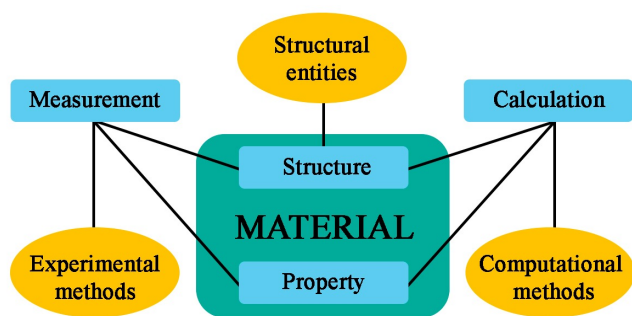 Structural
entities
Measurement
Calculation
Structure
MATERIAL
Experimental
methods
Property
Computational
methods